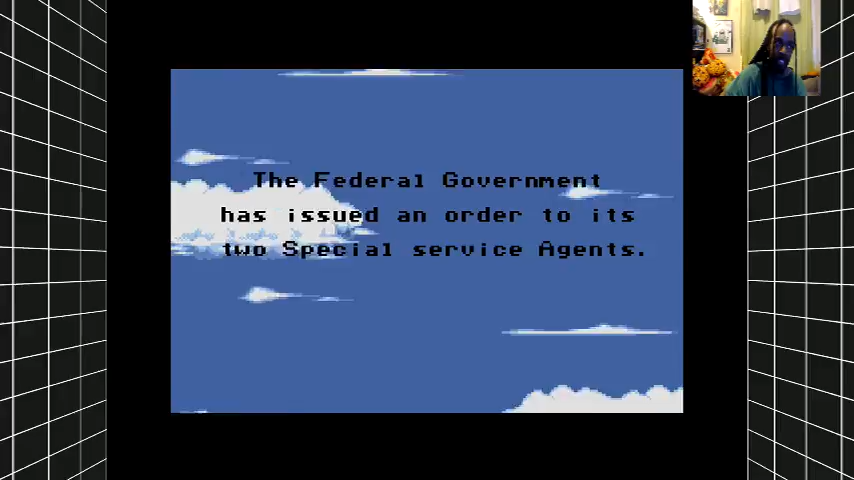 The Federal Government
has issued an order to its
two Special service Agents.